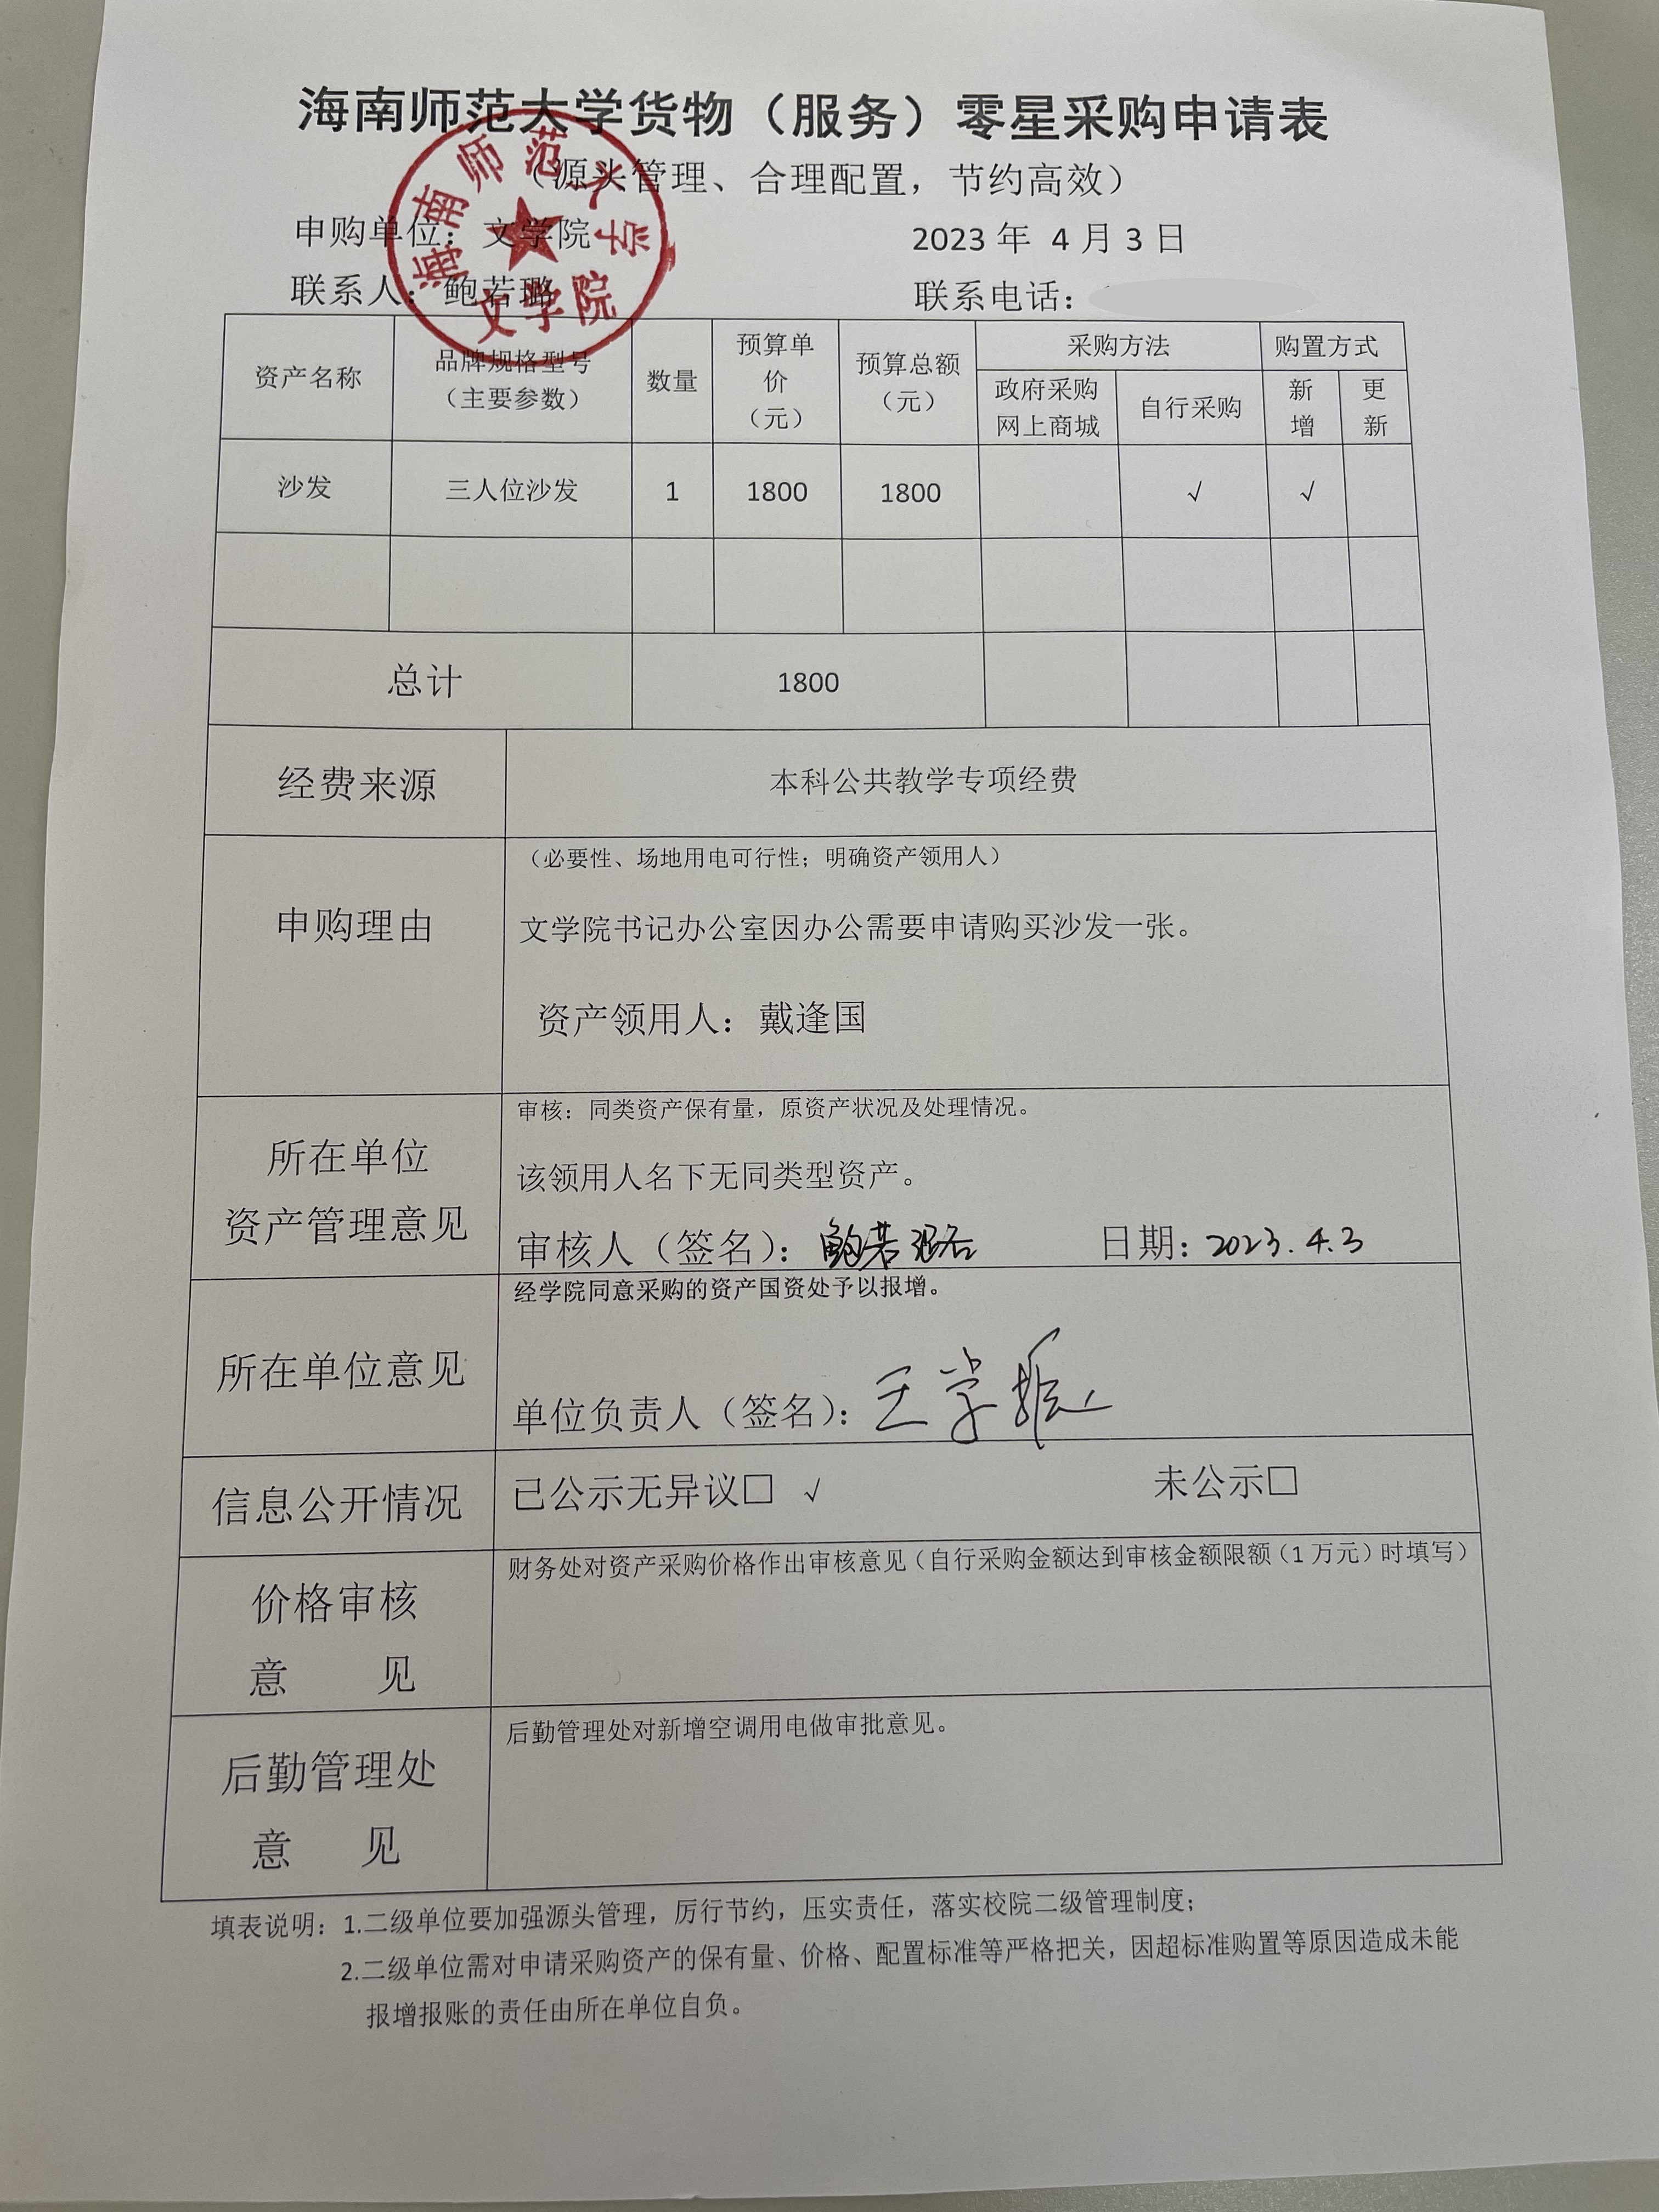 海南师范大学货物（服务）零星采购申请表
（源头管理、合理配置，节约高效）
申购单位：文学院
2023 年 4 月 3 日
联系人：鲍若璐
联系电话：
海南师范大学
文学院
资产名称
品牌规格型号
（主要参数）
数量
预算单
价
（元）
预算总额
（元）
采购方法
购置方式
政府采购
网上商城
自行采购
新
增
更
新
沙发
三人位沙发
1
1800
1800
√
√
总计
1800
经费来源
本科公共教学专项经费
申购理由
（必要性、场地用电可行性；明确资产领用人）
文学院书记办公室因办公需要申请购买沙发一张。
资产领用人：戴逢国
所在单位
资产管理意见
审核：同类资产保有量，原资产状况及处理情况。
该领用人名下无同类型资产。
审核人（签名）：鲍若璐 日期：2023.4.3
所在单位意见
经学院同意采购的资产国资处予以报增。
单位负责人（签名）：王学振
信息公开情况
已公示无异议□ √ 未公示□
价格审核
意 见
财务处对资产采购价格作出审核意见（自行采购金额达到审核金额限额（1 万元）时填写）
后勤管理处
意 见
后勤管理处对新增空调用电做审批意见。
填表说明：1.二级单位要加强源头管理，厉行节约，压实责任，落实校院二级管理制度；
2.二级单位需对申请采购资产的保有量、价格、配置标准等严格把关，因超标准购置等原因造成未能
报增报账的责任由所在单位自负。